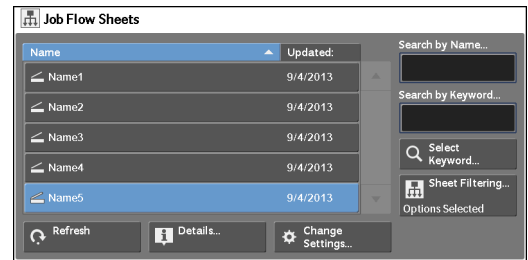 Job Flow Sheets
Name Updated:
Name1 9/4/2013
Name2 9/4/2013
Name3 9/4/2013
Name4 9/4/2013
Name5 9/4/2013
Search by Name...
Search by Keyword...
Select
Keyword...
Sheet Filtering...
Options Selected
Refresh
Details...
Change
Settings...